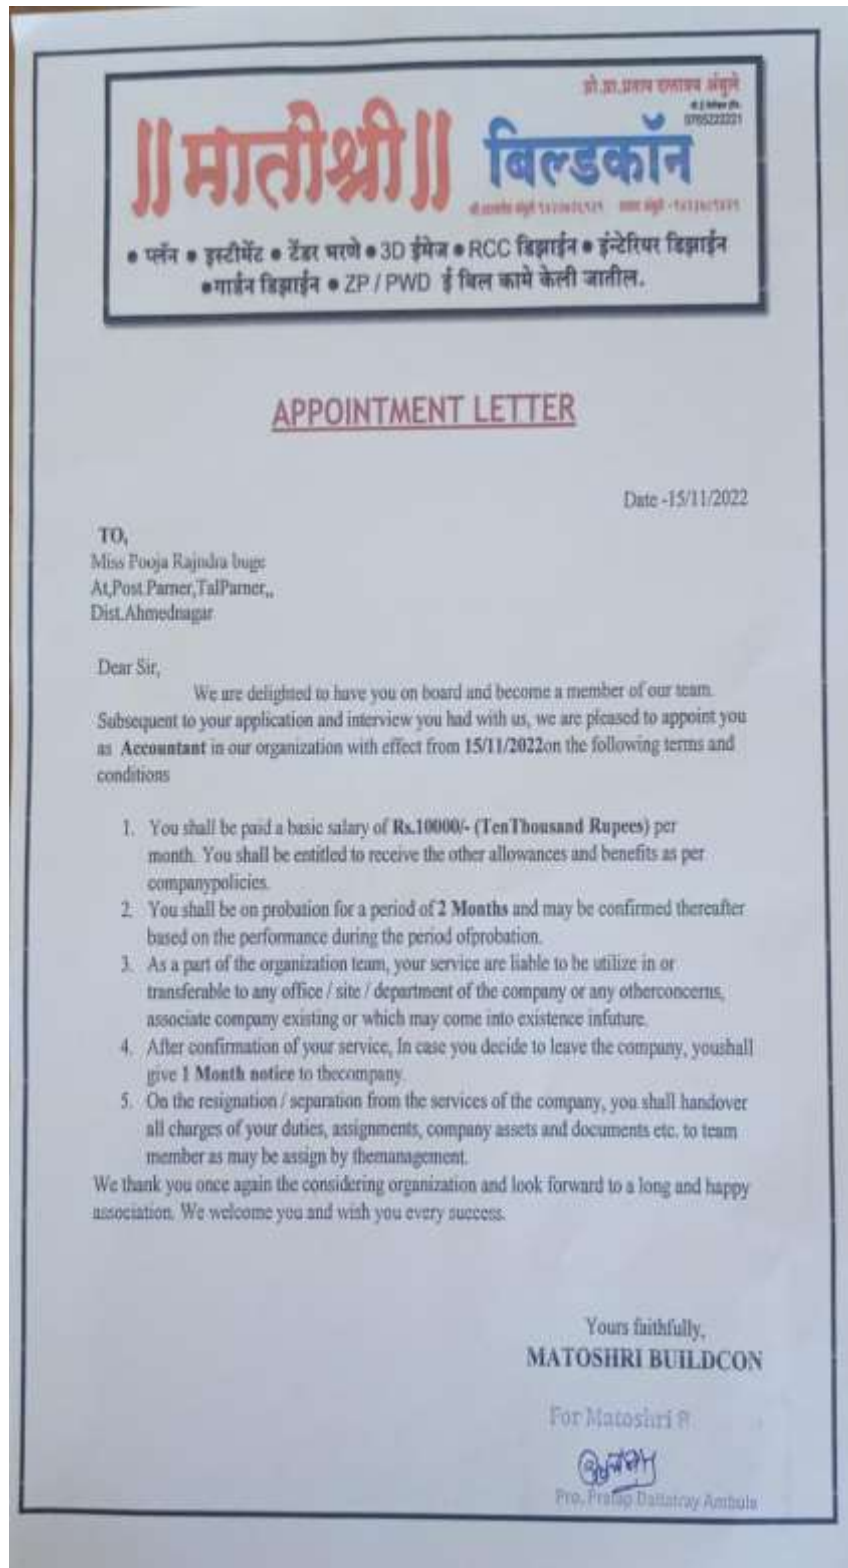 प्रो.प्रा.प्रताप दत्तात्रय अंबुले
9765222221
||मातीश्री|| बिल्डकॉन
● प्लॅन ● इस्टीमेंट ● टेंडर भरणे ● 3D ईमेज ● RCC डिझाईन ● इंन्टेरियर डिझाईन
●गार्डन डिझाईन ● ZP / PWD ई बिल कामे केली जातील.
APPOINTMENT LETTER
Date -15/11/2022
TO,
Miss Pooja Rajndra buge
At,Post.Parner,TalParner,,
Dist.Ahmednagar
Dear Sir,
We are delighted to have you on board and become a member of our team.
Subsequent to your application and interview you had with us, we are pleased to appoint you
as Accountant in our organization with effect from 15/11/2022on the following terms and
conditions
1. You shall be paid a basic salary of Rs.10000/- (TenThousand Rupees) per
month. You shall be entitled to receive the other allowances and benefits as per
companypolicies.
2. You shall be on probation for a period of 2 Months and may be confirmed thereafter
based on the performance during the period ofprobation.
3. As a part of the organization team, your service are liable to be utilize in or
transferable to any office / site / department of the company or any otherconcerns,
associate company existing or which may come into existence infuture.
4. After confirmation of your service, In case you decide to leave the company, youshall
give 1 Month notice to thecompany.
5. On the resignation / separation from the services of the company, you shall handover
all charges of your duties, assignments, company assets and documents etc. to team
member as may be assign by themanagement.
We thank you once again the considering organization and look forward to a long and happy
association. We welcome you and wish you every success.
Yours faithfully,
MATOSHRI BUILDCON
For Matoshri B
Pro. Pratap Dattatray Ambule